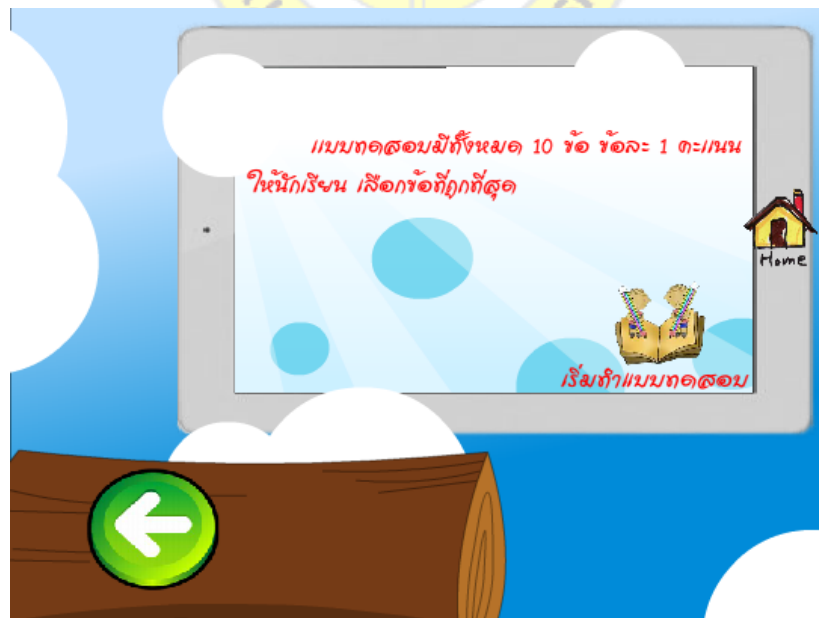 แบบทดสอบมีทั้งหมด 10 ข้อ ข้อละ 1 คะแนน
ให้นักเรียน เลือกข้อที่ถูกที่สุด
Home
เริ่มทำแบบทดสอบ